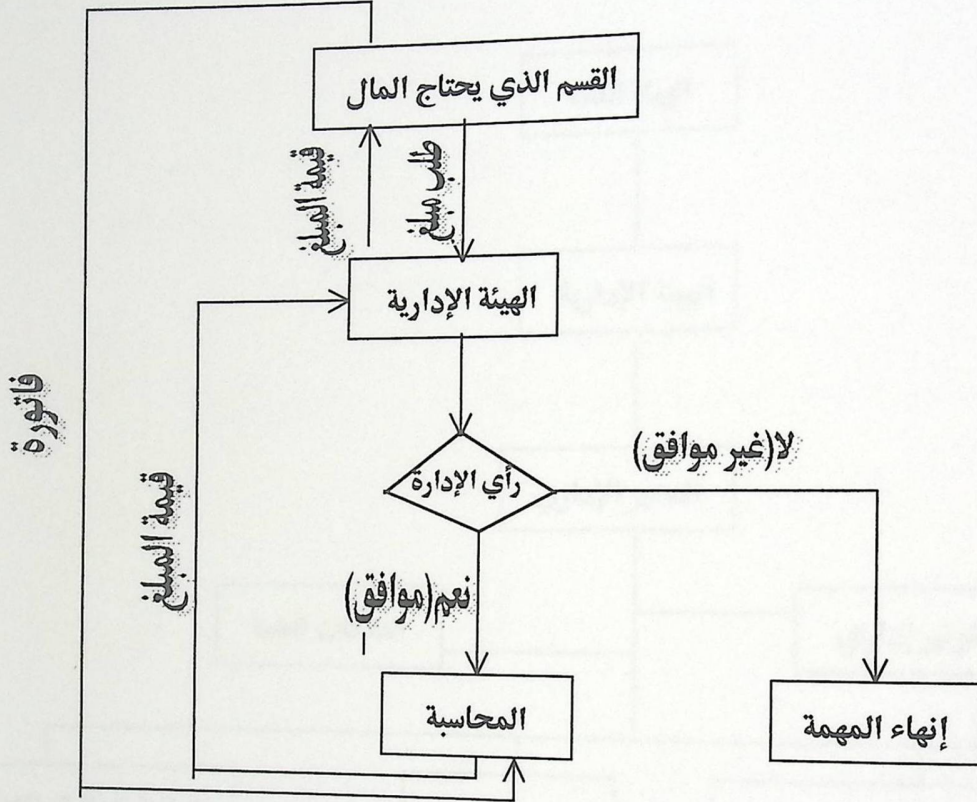 القسم الذي يحتاج المال
طلب مبلغ
قيمة المبلغ
الهيئة الإدارية
رأي الإدارة
لا(غير موافق)
نعم(موافق)
قيمة المبلغ
فاتورة
المحاسبة
إنهاء المهمة